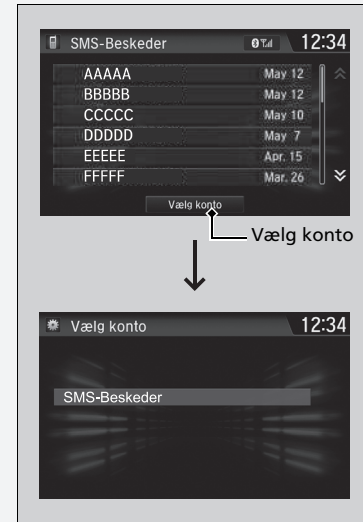 SMS-Beskeder 12:34
AAAAA May 12
BBBBB May 12
CCCCC May 10
DDDDD May 7
EEEEE Apr. 15
FFFFF Mar. 26
Vælg konto
Vælg konto
Vælg konto 12:34
SMS-Beskeder